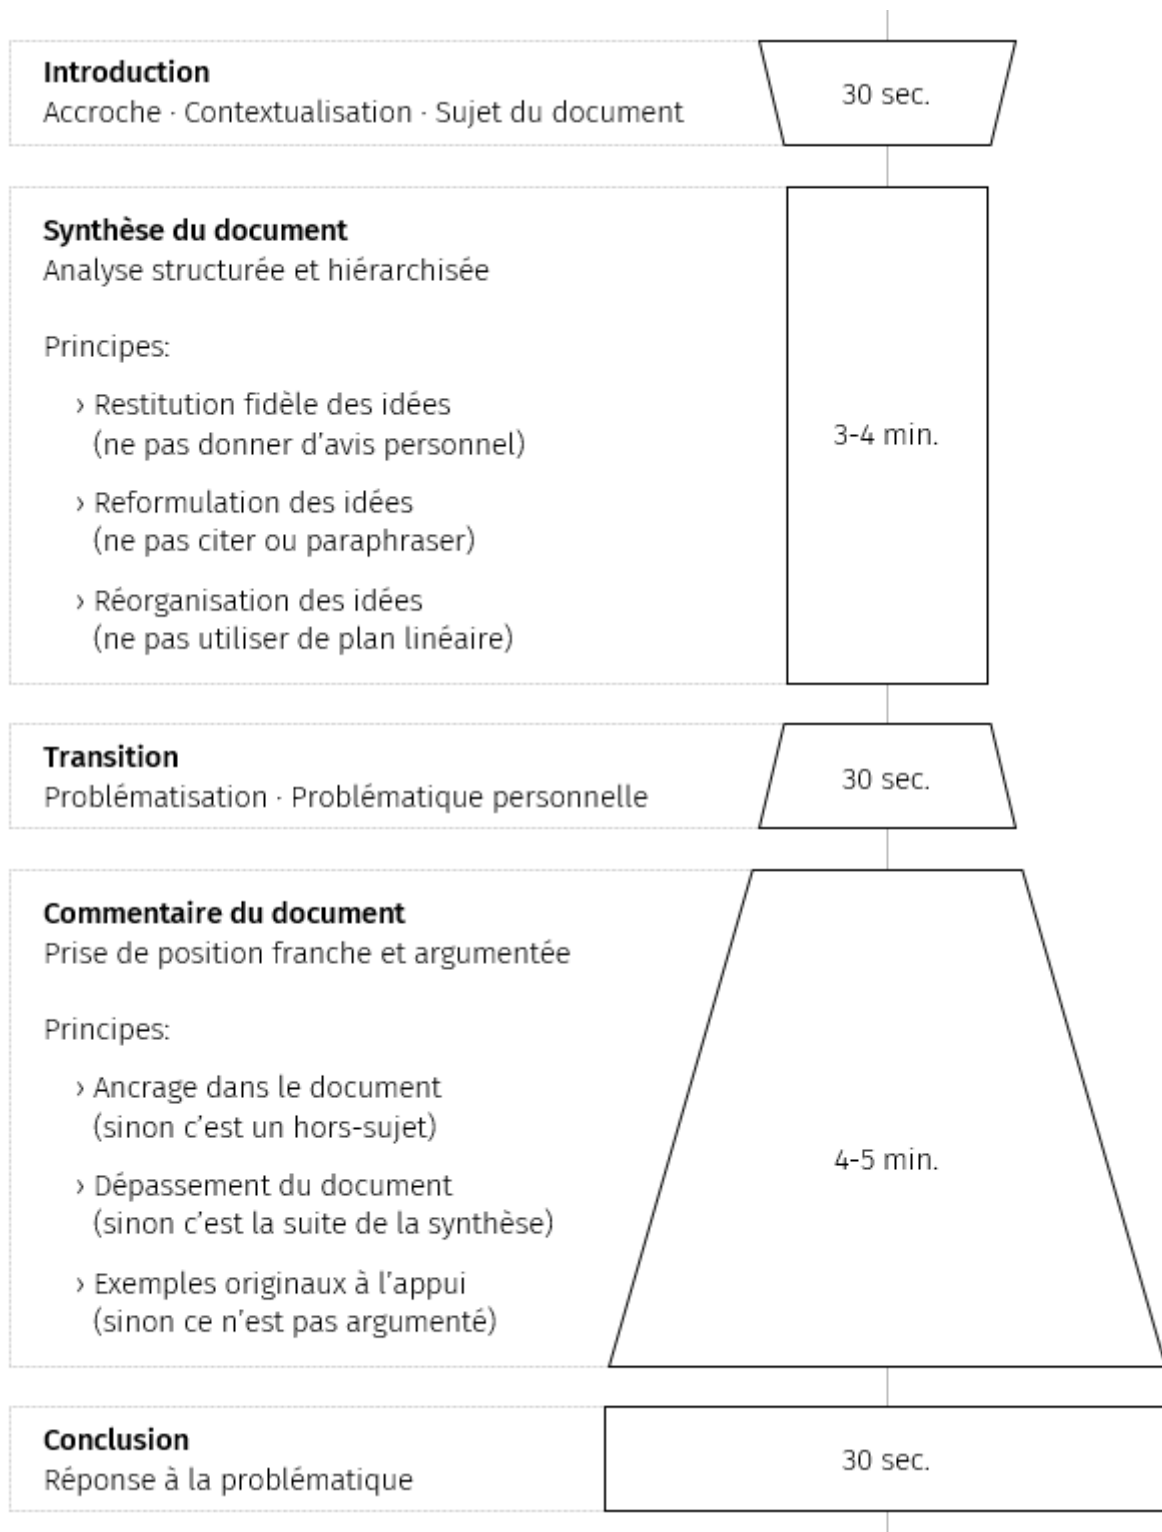 Introduction
Accroche · Contextualisation · Sujet du document
30 sec.
Synthèse du document
Analyse structurée et hiérarchisée
Principes:
› Restitution fidèle des idées
(ne pas donner d’avis personnel)
› Reformulation des idées
(ne pas citer ou paraphraser)
› Réorganisation des idées
(ne pas utiliser de plan linéaire)
3-4 min.
Transition
Problématisation · Problématique personnelle
30 sec.
Commentaire du document
Prise de position franche et argumentée
Principes:
› Ancrage dans le document
(sinon c’est un hors-sujet)
› Dépassement du document
(sinon c’est la suite de la synthèse)
› Exemples originaux à l’appui
(sinon ce n’est pas argumenté)
4-5 min.
Conclusion
Réponse à la problématique
30 sec.